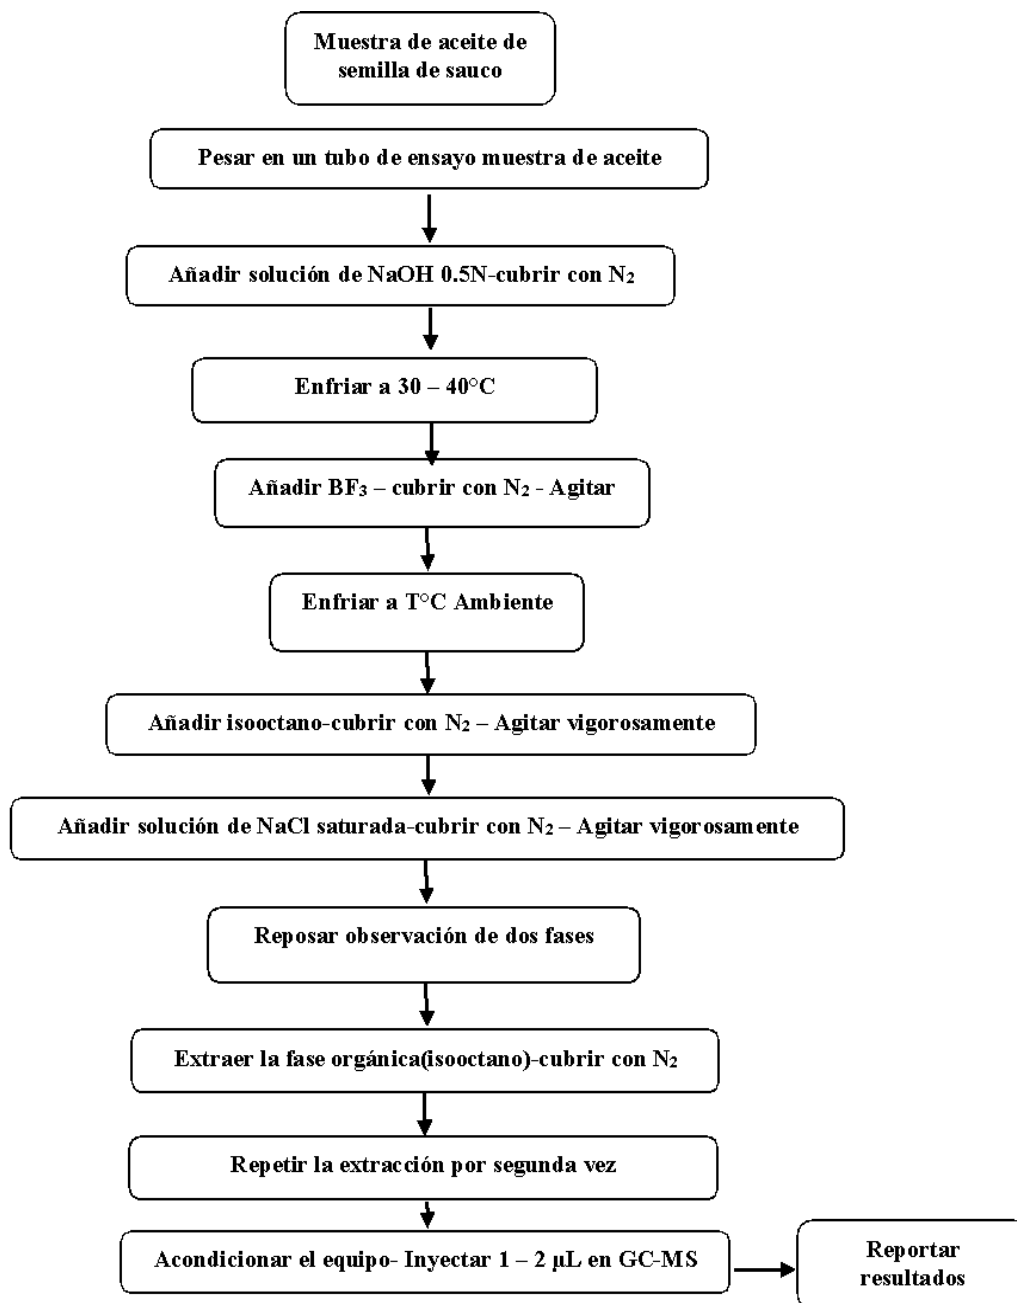 Muestra de aceite de
semilla de sauco
Pesar en un tubo de ensayo muestra de aceite
Añadir solución de NaOH 0.5N-cubrir con N₂
Enfriar a 30 – 40°C
Añadir BF₃ – cubrir con N₂ - Agitar
Enfriar a T°C Ambiente
Añadir isooctano-cubrir con N₂ – Agitar vigorosamente
Añadir solución de NaCl saturada-cubrir con N₂ – Agitar vigorosamente
Reposar observación de dos fases
Extraer la fase orgánica(isooctano)-cubrir con N₂
Repetir la extracción por segunda vez
Acondicionar el equipo- Inyectar 1 – 2 µL en GC-MS
Reportar
resultados